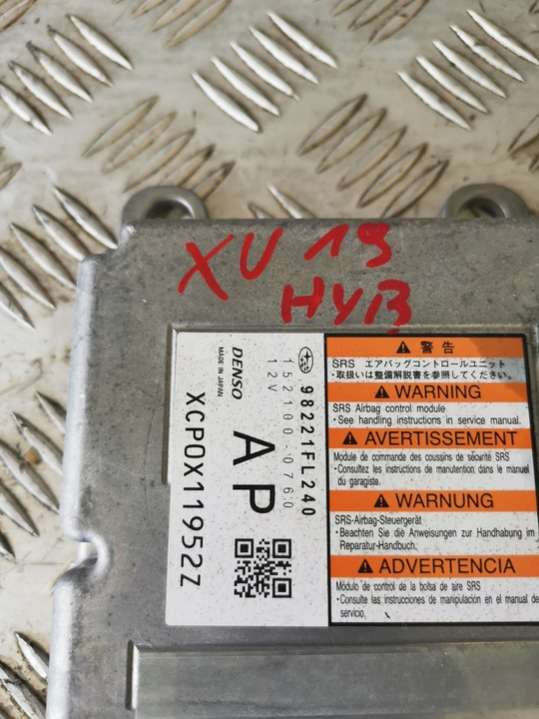 XU 19
HYB
DENSO
MADE IN JAPAN
98221FL240
152100-0760
12V
AP
XCP0X11952Z
警告
SRS エアバッグコントロールユニット
・取扱いは整備解説書を参照してください。
WARNING
SRS Airbag control module
・See handling instructions in service manual.
AVERTISSEMENT
Module de commande des coussins de sécurité SRS
・Consultez les instructions de manutention dans le manuel
du garagiste.
WARNUNG
SRS-Airbag-Steuergerät
・Beachten Sie die Anweisungen zur Handhabung im
Reparatur-Handbuch.
ADVERTENCIA
Módulo de control de la bolsa de aire SRS
・Consulte las instrucciones de manipulación en el manual de
servicio.